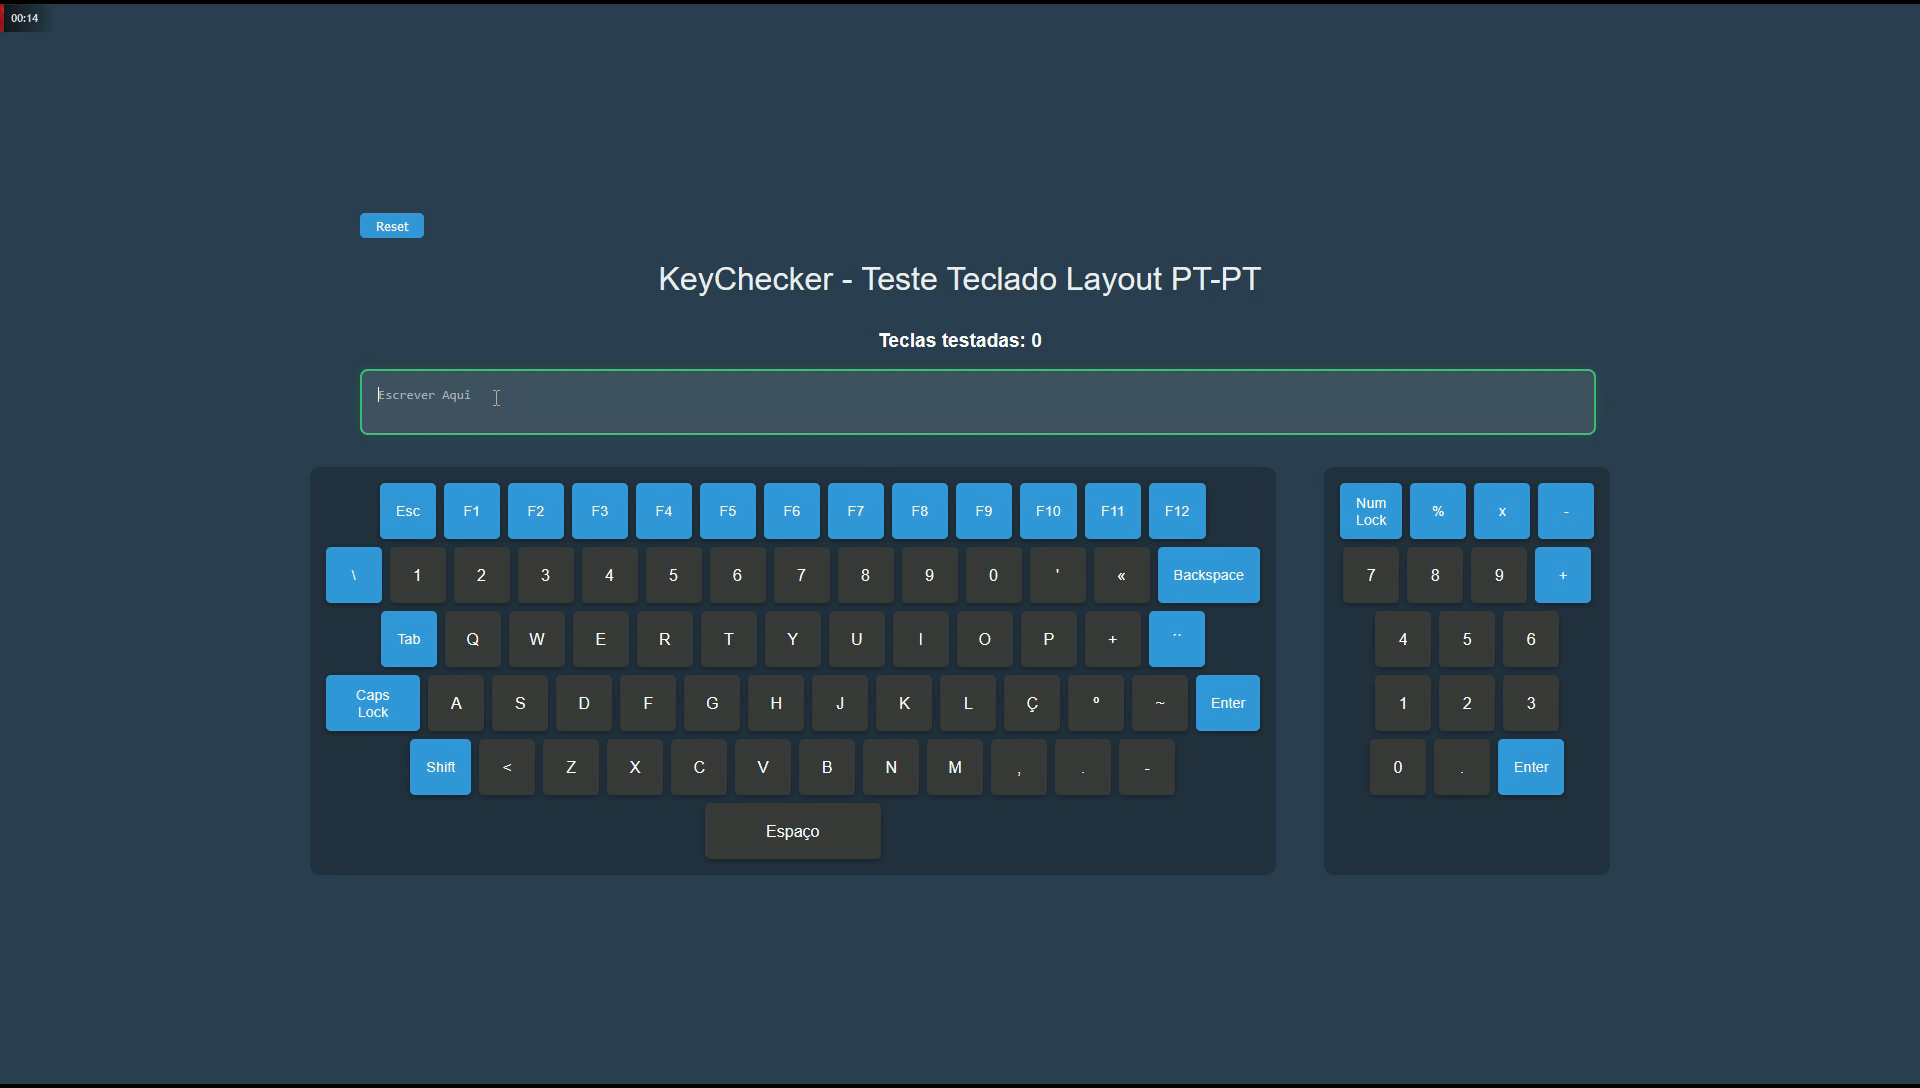 00:14
Reset
KeyChecker - Teste Teclado Layout PT-PT
Teclas testadas: 0
Escrever Aqui
Esc F1 F2 F3 F4 F5 F6 F7 F8 F9 F10 F11 F12
\ 1 2 3 4 5 6 7 8 9 0 ' « Backspace
Tab Q W E R T Y U I O P + ´´
Caps Lock A S D F G H J K L Ç º ~ Enter
Shift < Z X C V B N M , . -
Espaço
Num Lock % x -
7 8 9 +
4 5 6
1 2 3
0 . Enter